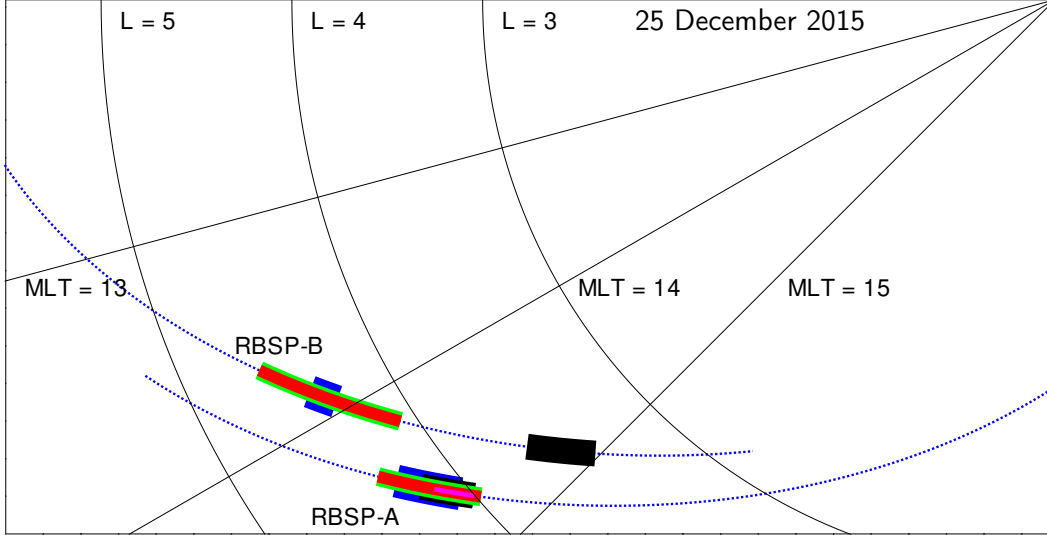 L = 5
L = 4
L = 3
25 December 2015
MLT = 13
MLT = 14
MLT = 15
RBSP-B
RBSP-A